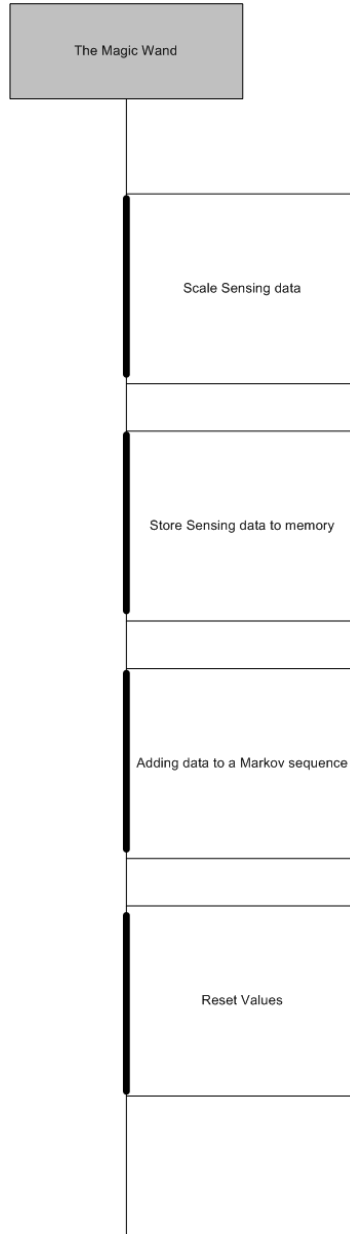 The Magic Wand
Scale Sensing data
Store Sensing data to memory
Adding data to a Markov sequence
Reset Values